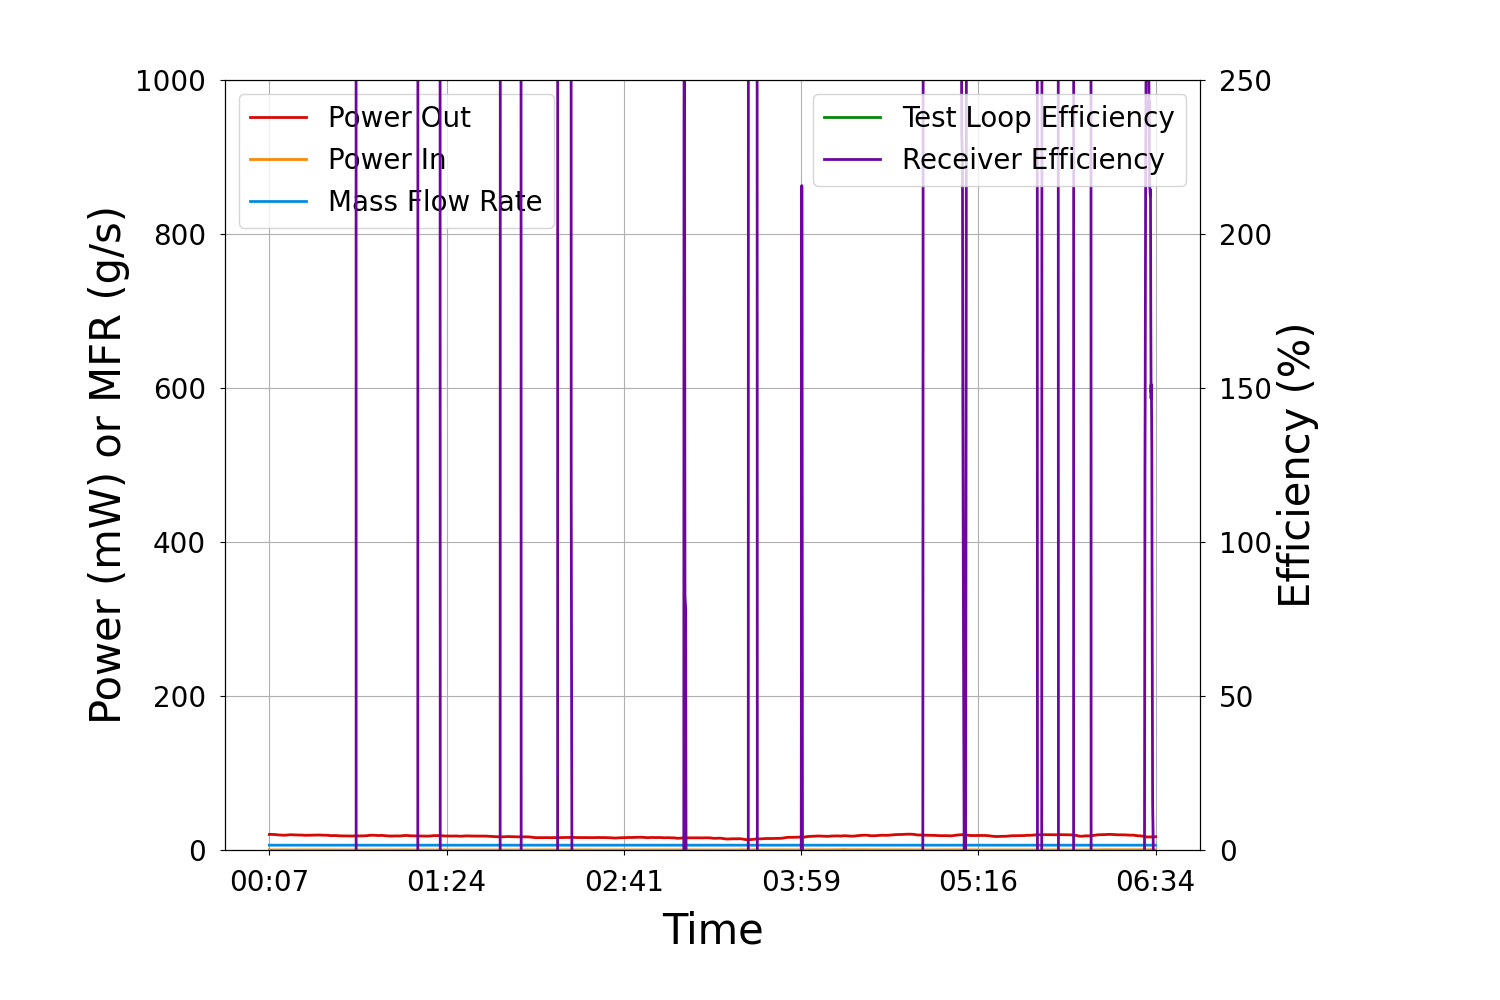 1000
800
600
400
200
0
Power (mW) or MFR (g/s)
Power Out
Power In
Mass Flow Rate
Test Loop Efficiency
Receiver Efficiency
250
200
150
100
50
0
Efficiency (%)
00:07 01:24 02:41 03:59 05:16 06:34
Time